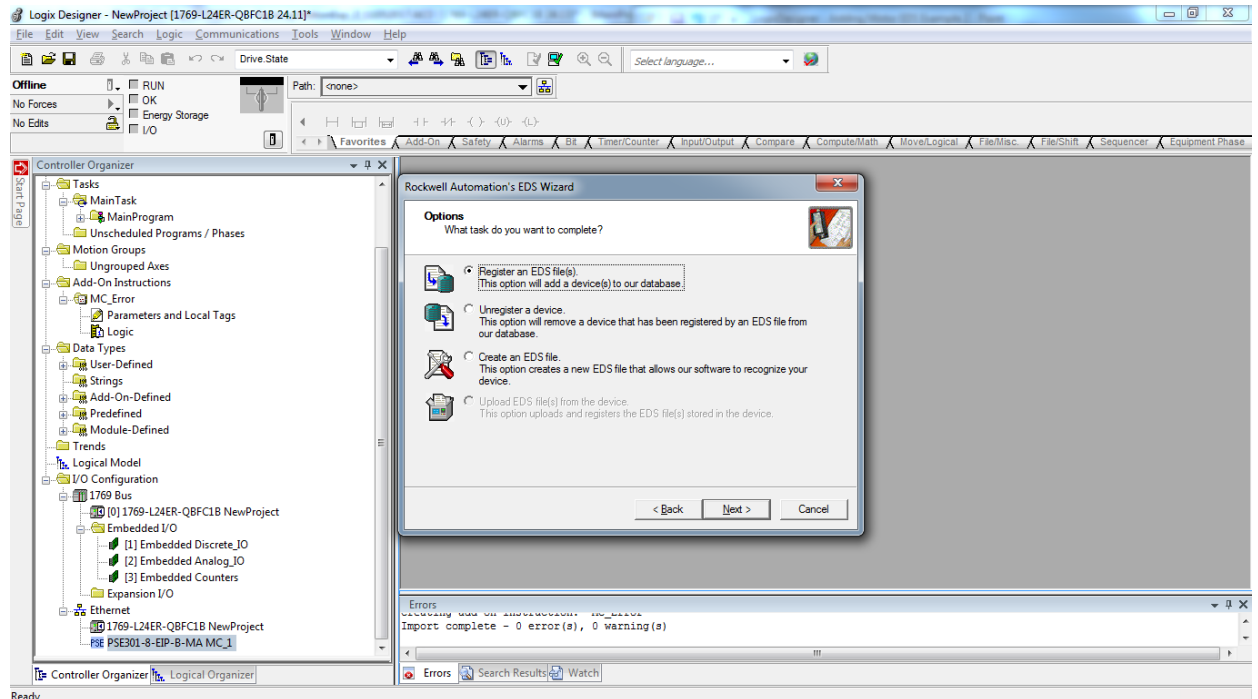 Logix Designer - NewProject [1769-L24ER-QBFC1B 24.11]*
File Edit View Search Logic Communications Tools Window Help
Drive.State
Select language...
Offline
RUN
Path: <none>
No Forces
OK
No Edits
Energy Storage
I/O
Favorites Add-On Safety Alarms Bit Timer/Counter Input/Output Compare Compute/Math Move/Logical File/Misc. File/Shift Sequencer Equipment Phase
Start Page
Controller Organizer
Tasks
MainTask
MainProgram
Unscheduled Programs / Phases
Motion Groups
Ungrouped Axes
Add-On Instructions
MC_Error
Parameters and Local Tags
Logic
Data Types
User-Defined
Strings
Add-On-Defined
Predefined
Module-Defined
Trends
Logical Model
I/O Configuration
1769 Bus
[0] 1769-L24ER-QBFC1B NewProject
Embedded I/O
[1] Embedded Discrete_IO
[2] Embedded Analog_IO
[3] Embedded Counters
Expansion I/O
Ethernet
1769-L24ER-QBFC1B NewProject
PSE PSE301-8-EIP-B-MA MC_1
Controller Organizer Logical Organizer
Rockwell Automation's EDS Wizard
Options
What task do you want to complete?
Register an EDS file(s).
This option will add a device(s) to our database.
Unregister a device.
This option will remove a device that has been registered by an EDS file from
our database.
Create an EDS file.
This option creates a new EDS file that allows our software to recognize your
device.
Upload EDS file(s) from the device.
This option uploads and registers the EDS file(s) stored in the device.
< Back Next > Cancel
Errors
Import complete - 0 error(s), 0 warning(s)
Errors Search Results Watch
Ready